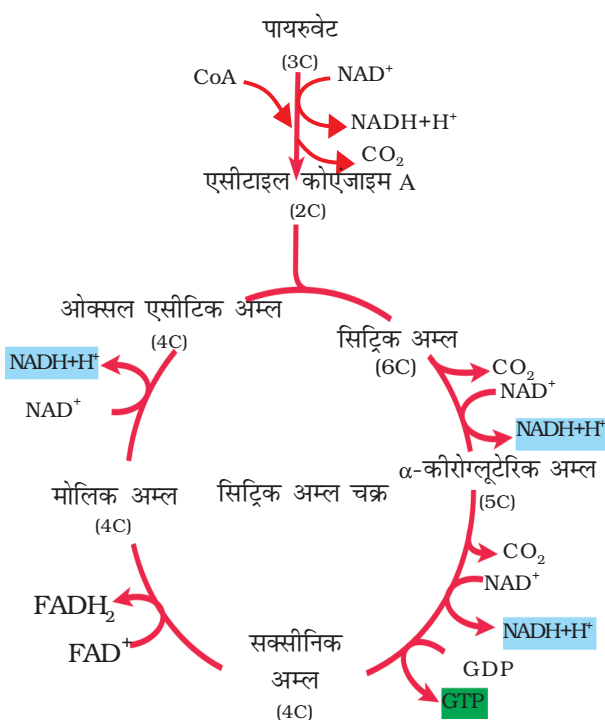 पायरुवेट
(3C)
CoA
NAD⁺
NADH+H⁺
CO₂
एसीटाइल कोएंजाइम A
(2C)
ओक्सल एसीटिक अम्ल
(4C)
सिट्रिक अम्ल
(6C)
CO₂
NAD⁺
NADH+H⁺
NADH+H⁺
NAD⁺
α-कीरोग्लूटेरिक अम्ल
(5C)
मोलिक अम्ल
(4C)
सिट्रिक अम्ल चक्र
CO₂
NAD⁺
NADH+H⁺
FADH₂
FAD⁺
सक्सीनिक
अम्ल
(4C)
GDP
GTP